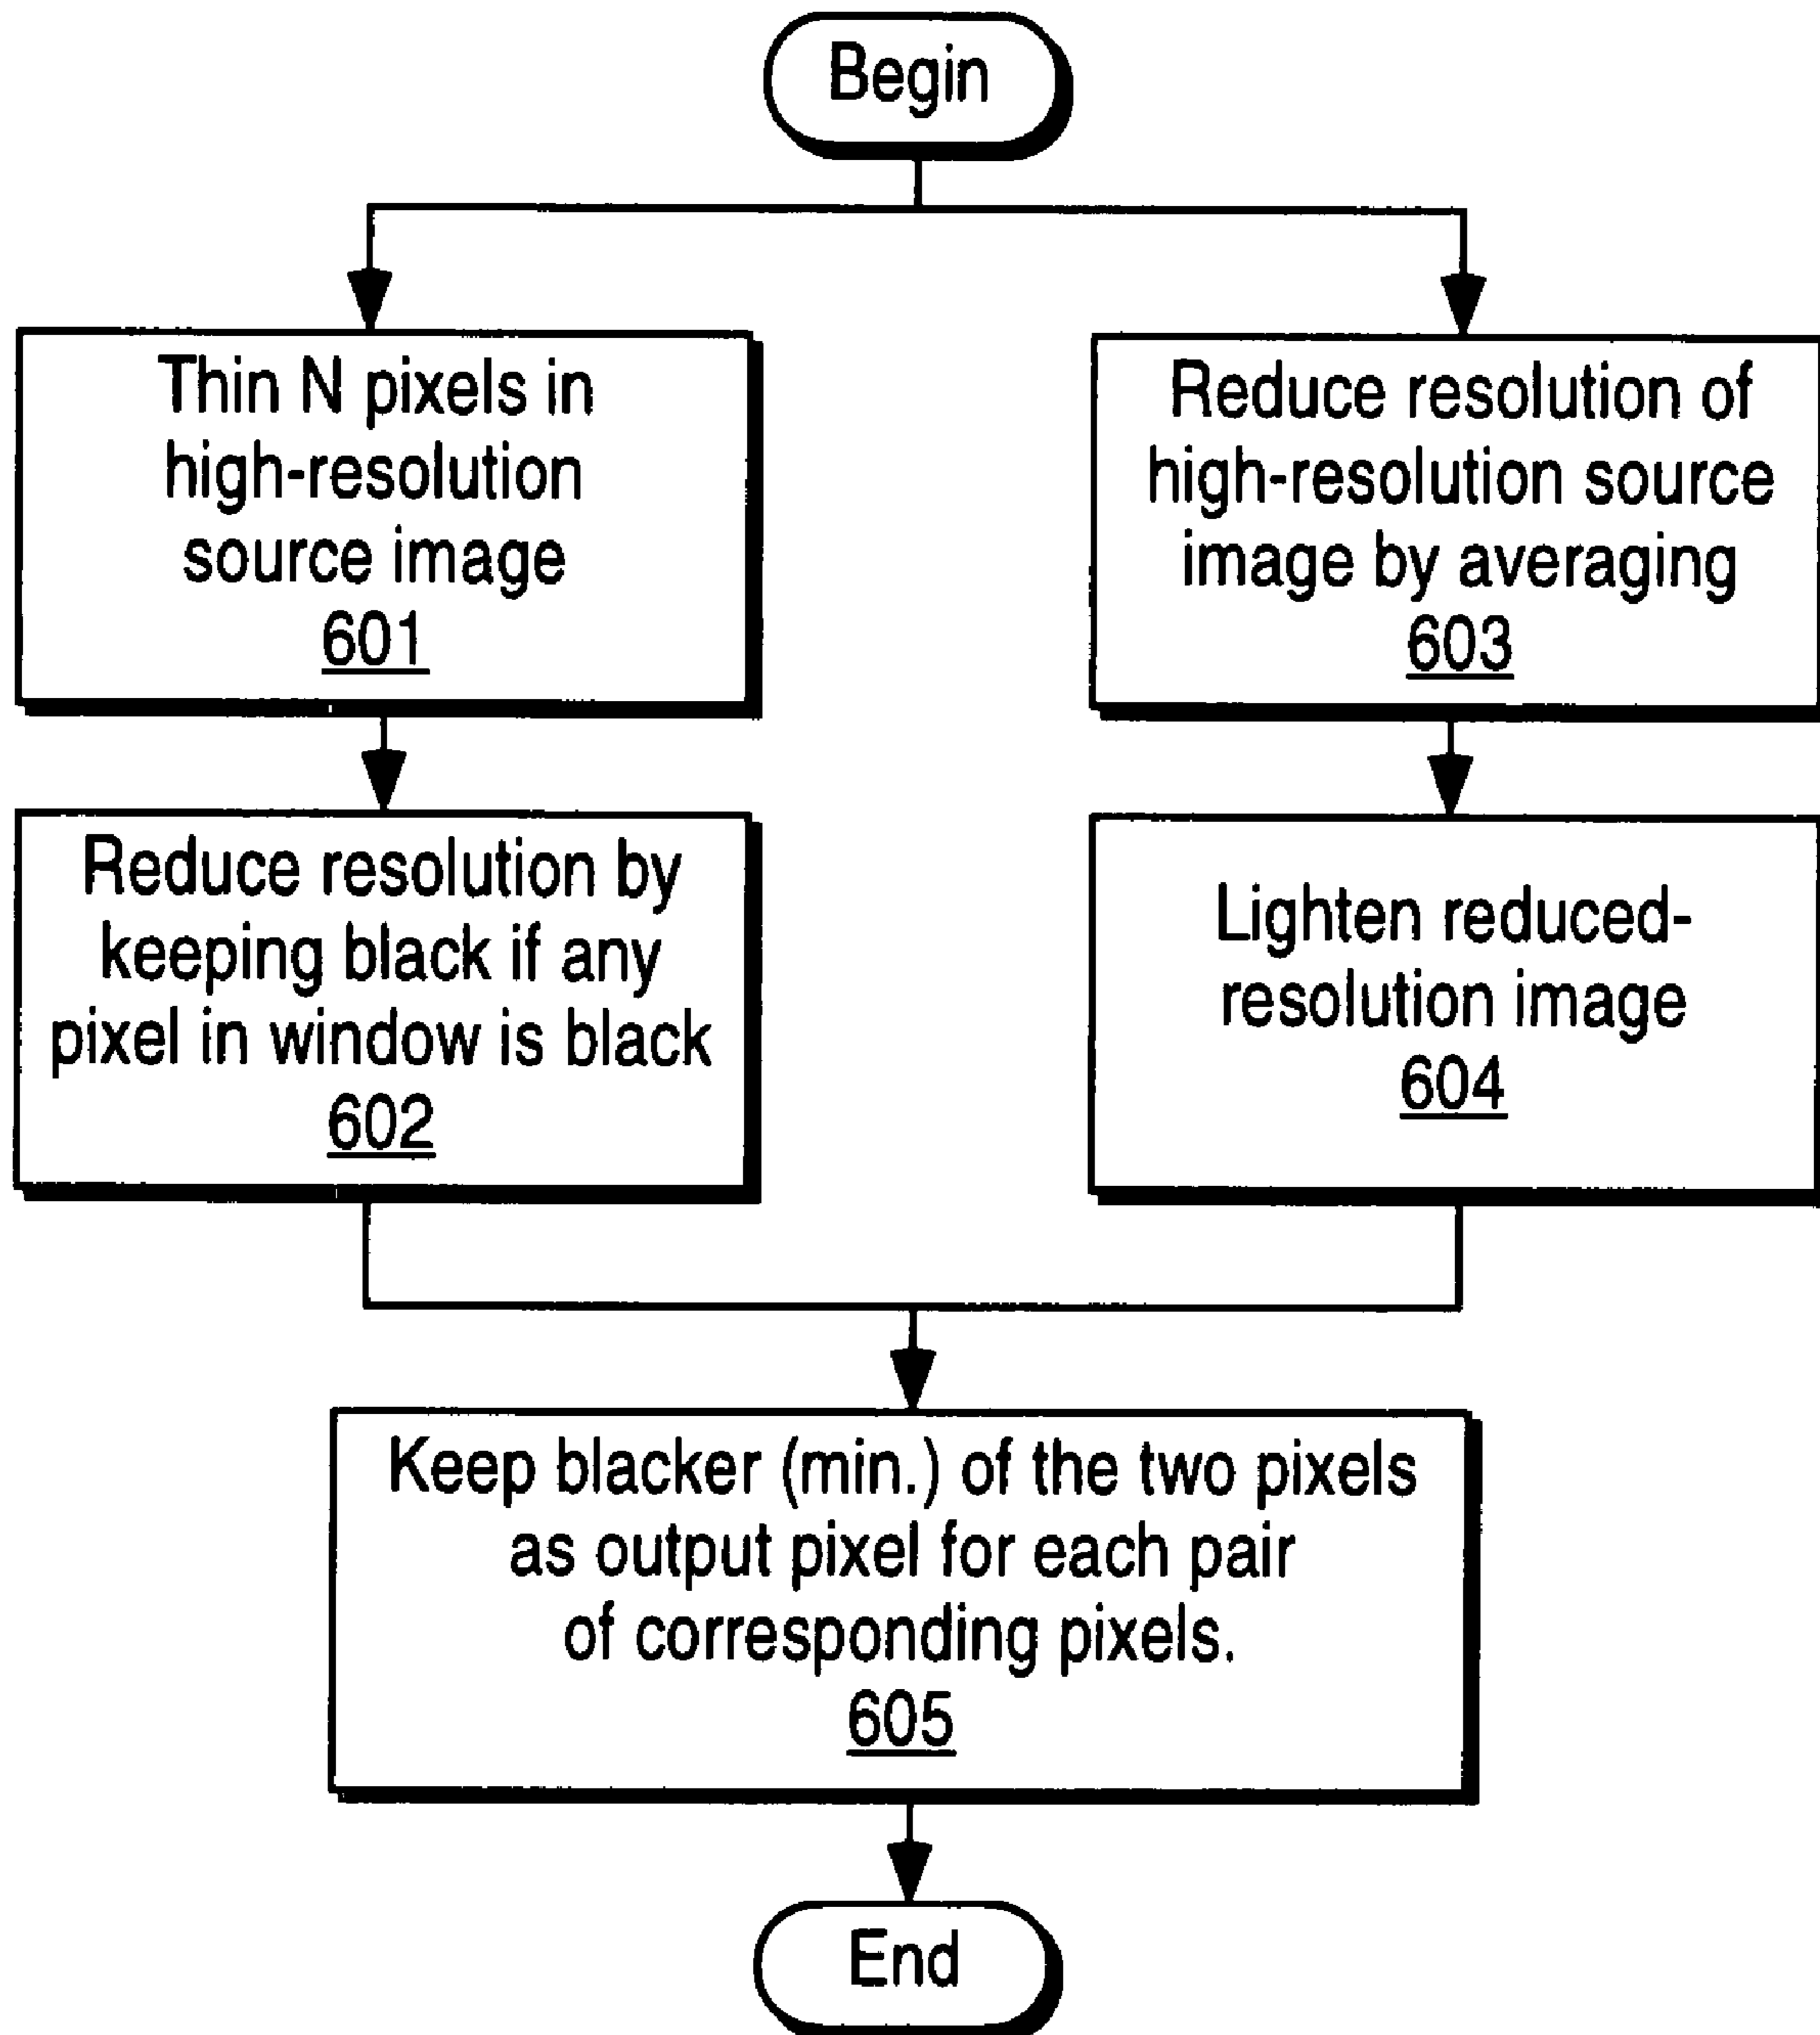 Begin
Thin N pixels in
high-resolution
source image
601
Reduce resolution by
keeping black if any
pixel in window is black
602
Reduce resolution of
high-resolution source
image by averaging
603
Lighten reduced-
resolution image
604
Keep blacker (min.) of the two pixels
as output pixel for each pair
of corresponding pixels.
605
End